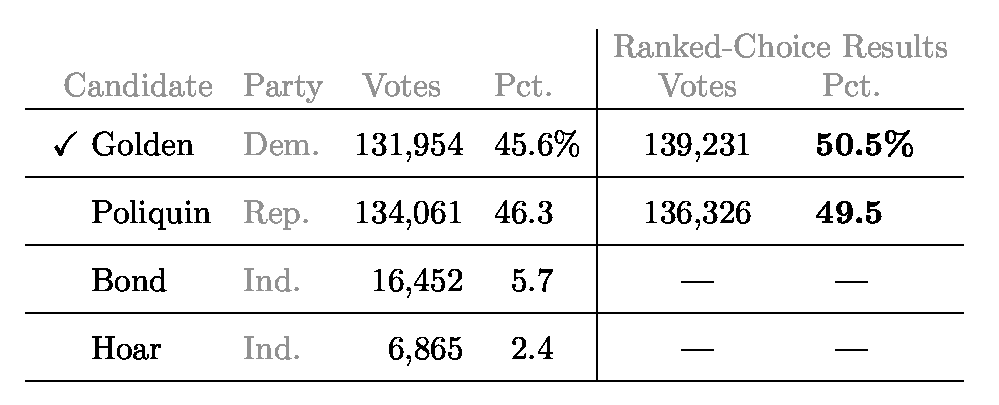 Ranked-Choice Results
Candidate Party Votes Pct. Votes Pct.
✓ Golden Dem. 131,954 45.6% 139,231 50.5%
Poliquin Rep. 134,061 46.3 136,326 49.5
Bond Ind. 16,452 5.7 — —
Hoar Ind. 6,865 2.4 — —